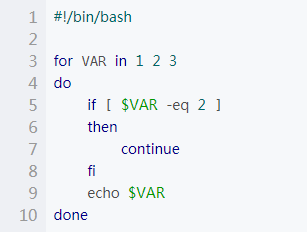 1 #!/bin/bash
2
3 for VAR in 1 2 3
4 do
5     if [ $VAR -eq 2 ]
6     then
7         continue
8     fi
9     echo $VAR
10 done